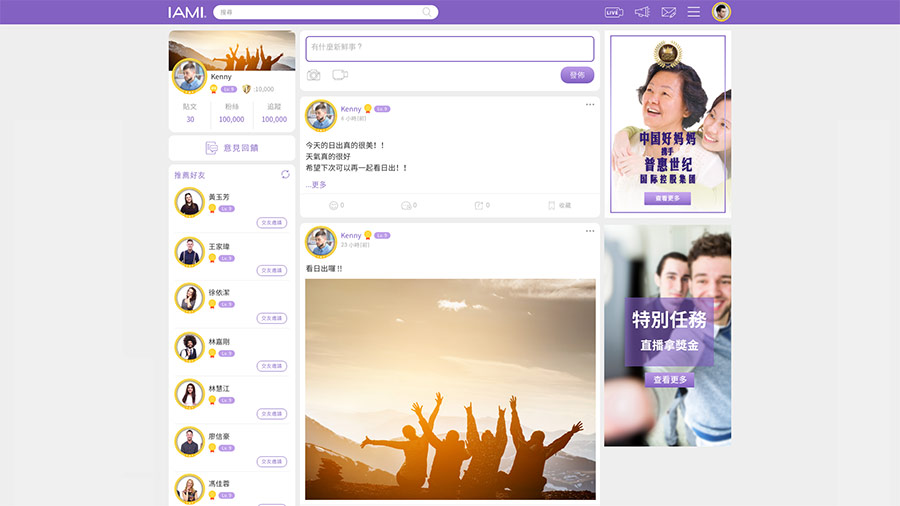 IAMI.
搜尋
LIVE
Kenny
Lv. 9
:10,000
貼文
粉絲
追蹤
30
100,000
100,000
意見回饋
推薦好友
黃玉芳
Lv. 9
交友邀請
王家暐
Lv. 9
交友邀請
徐依潔
Lv. 9
交友邀請
林嘉剛
Lv. 9
交友邀請
林慧江
Lv. 9
交友邀請
廖信豪
Lv. 9
交友邀請
馮佳蓉
Lv. 9
有什麼新鮮事？
發佈
Kenny
Lv. 9
4 小時(前)
今天的日出真的很美！！
天氣真的很好
希望下次可以再一起看日出！！
...更多
0
0
0
收藏
Kenny
Lv. 9
23 小時(前)
看日出囉 !!
中国好妈妈
携手
普惠世纪
国际控股集团
查看更多
特別任務
直播拿獎金
查看更多